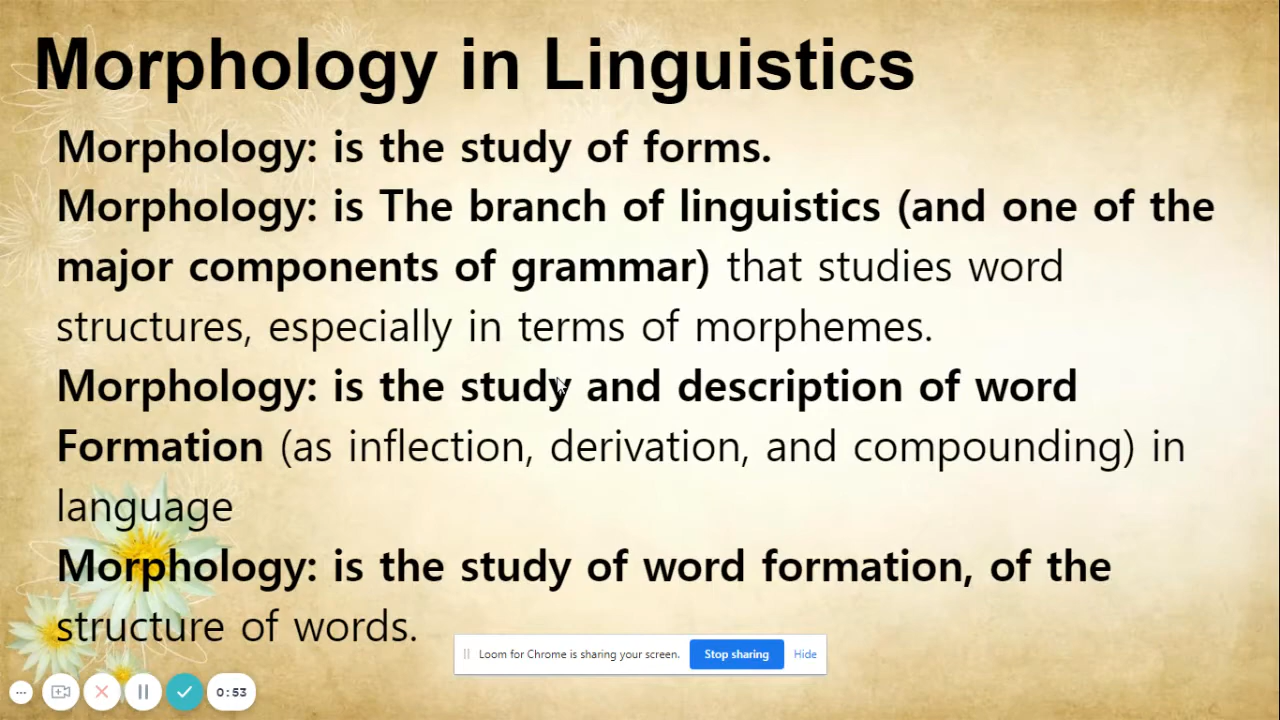 Morphology in Linguistics
Morphology: is the study of forms.
Morphology: is The branch of linguistics (and one of the
major components of grammar) that studies word
structures, especially in terms of morphemes.
Morphology: is the study and description of word
Formation (as inflection, derivation, and compounding) in
language
Morphology: is the study of word formation, of the
structure of words.
Loom for Chrome is sharing your screen. Stop sharing Hide
0:53